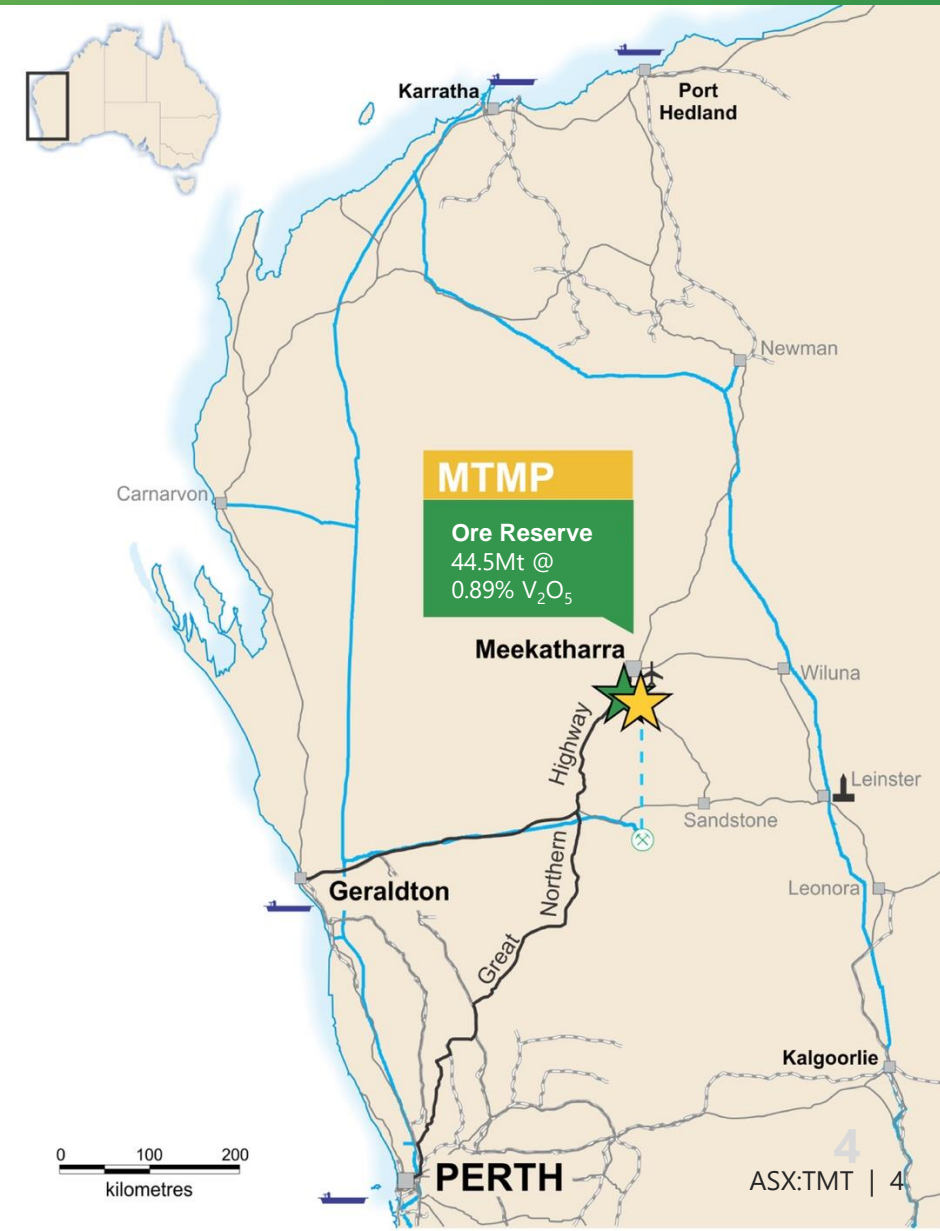 Karratha
Port
Hedland
Newman
Carnarvon
MTMP
Ore Reserve
44.5Mt @
0.89% V₂O₅
Meekatharra
Wiluna
Highway
Leinster
Sandstone
Northern
Geraldton
Leonora
Great
Kalgoorlie
0 100 200
kilometres
PERTH
4
ASX:TMT | 4